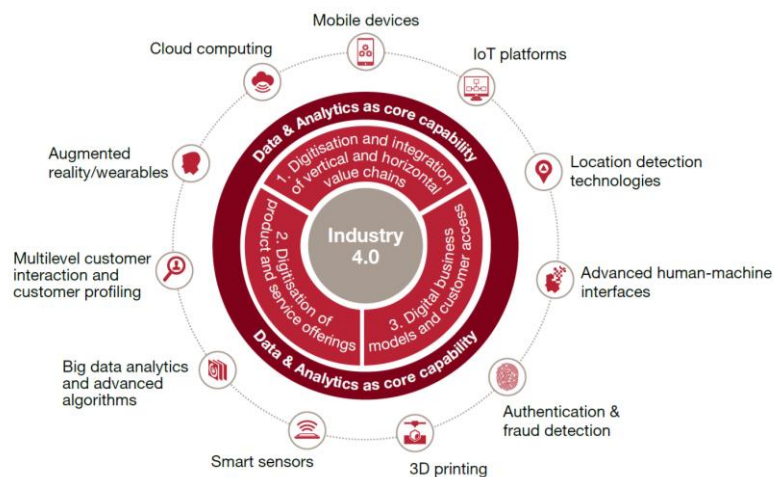 Mobile devices
Cloud computing
IoT platforms
Augmented
reality/wearables
Location detection
technologies
Multilevel customer
interaction and
customer profiling
Advanced human-machine
interfaces
Big data analytics
and advanced
algorithms
Authentication &
fraud detection
Smart sensors
3D printing
Data & Analytics as core capability
1. Digitisation and integration
of vertical and horizontal
value chains
2. Digitisation of
product and service offerings
3. Digital business
models and customer access
Industry
4.0
Data & Analytics as core capability